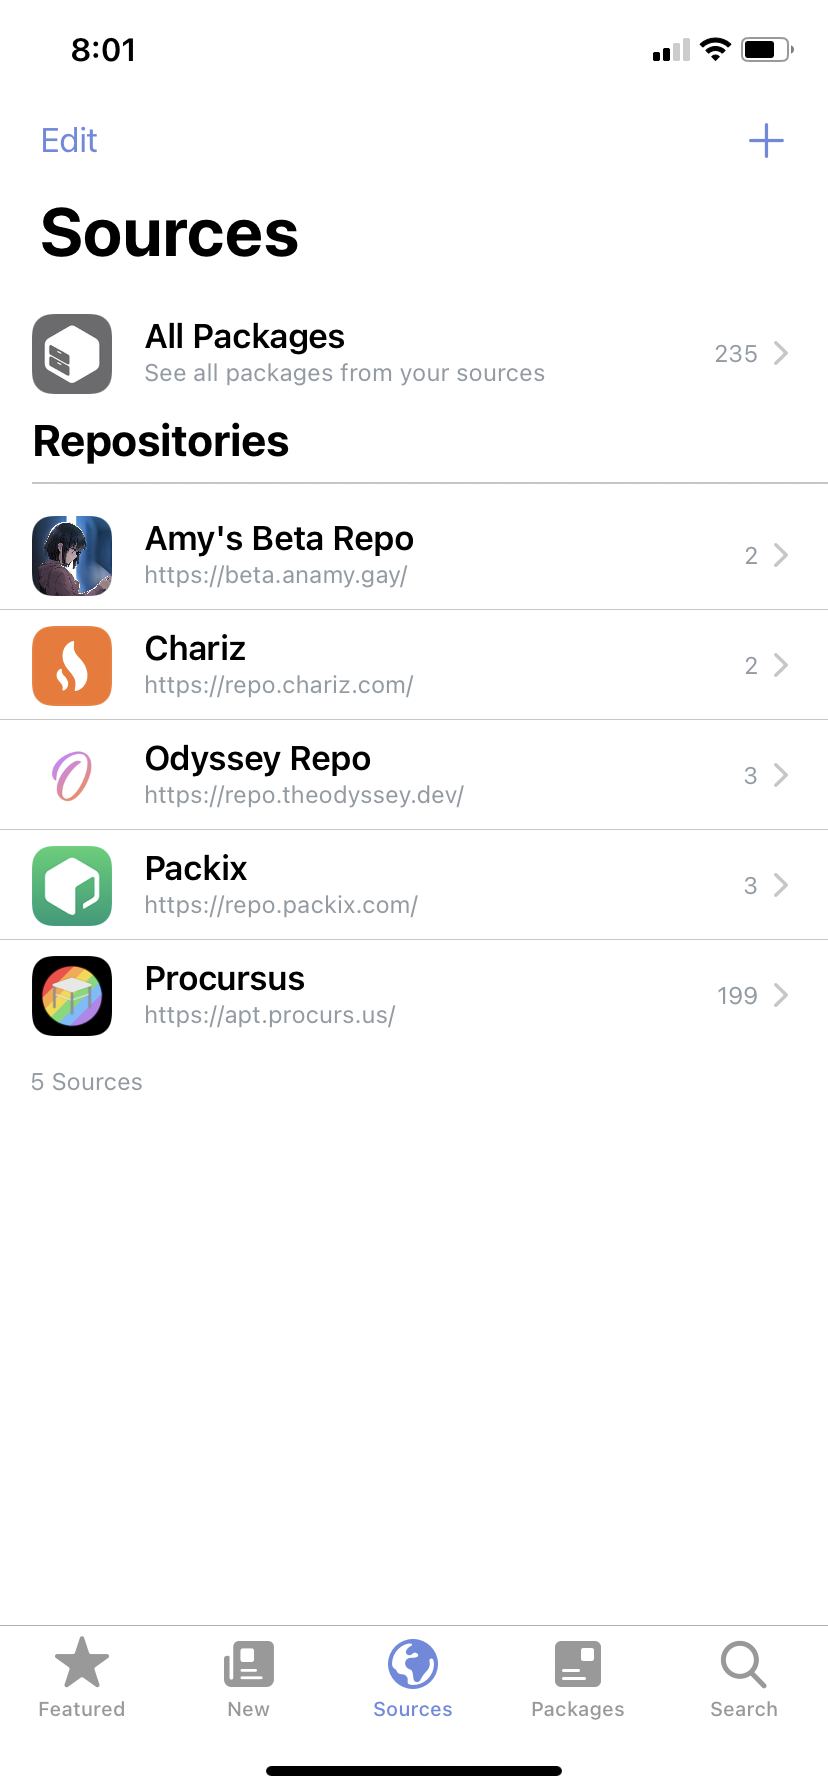 8:01
Edit
Sources
All Packages
See all packages from your sources
235
Repositories
Amy's Beta Repo
https://beta.anamy.gay/
2
Chariz
https://repo.chariz.com/
2
Odyssey Repo
https://repo.theodyssey.dev/
3
Packix
https://repo.packix.com/
3
Procursus
https://apt.procurs.us/
199
5 Sources
Featured
New
Sources
Packages
Search